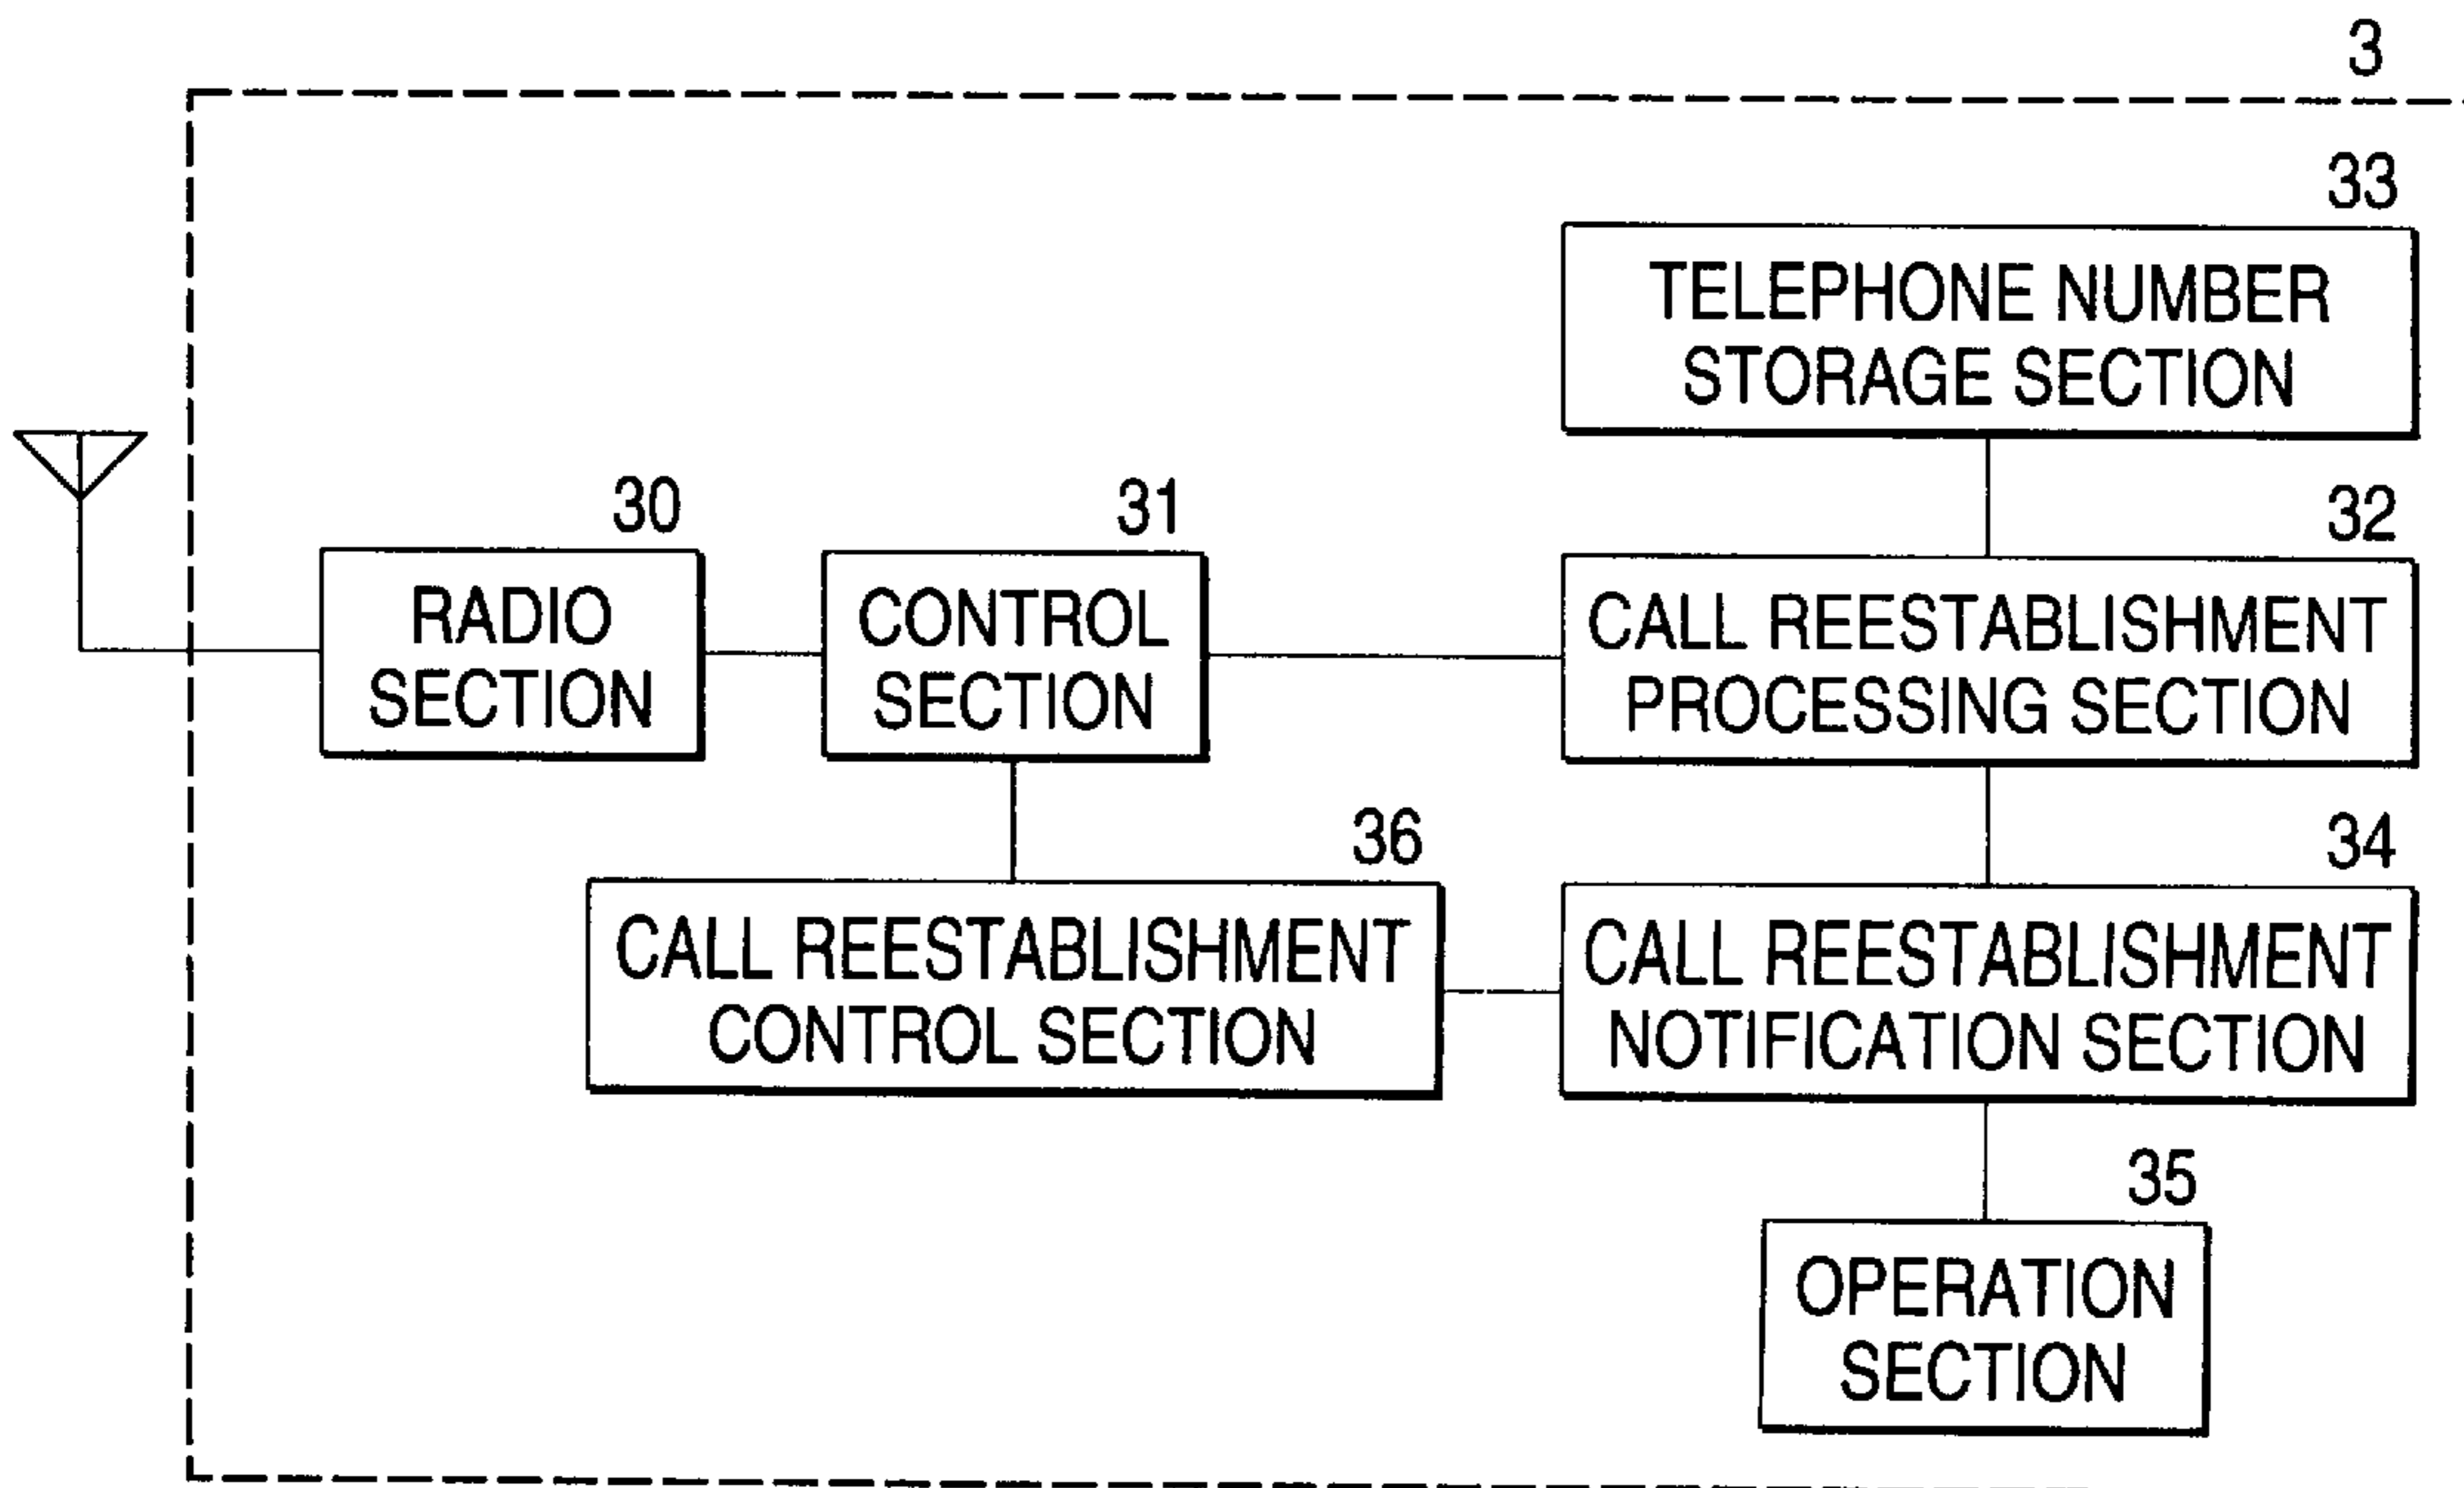 3
33
TELEPHONE NUMBER
STORAGE SECTION
30
RADIO
SECTION
31
CONTROL
SECTION
32
CALL REESTABLISHMENT
PROCESSING SECTION
36
CALL REESTABLISHMENT
CONTROL SECTION
34
CALL REESTABLISHMENT
NOTIFICATION SECTION
35
OPERATION
SECTION